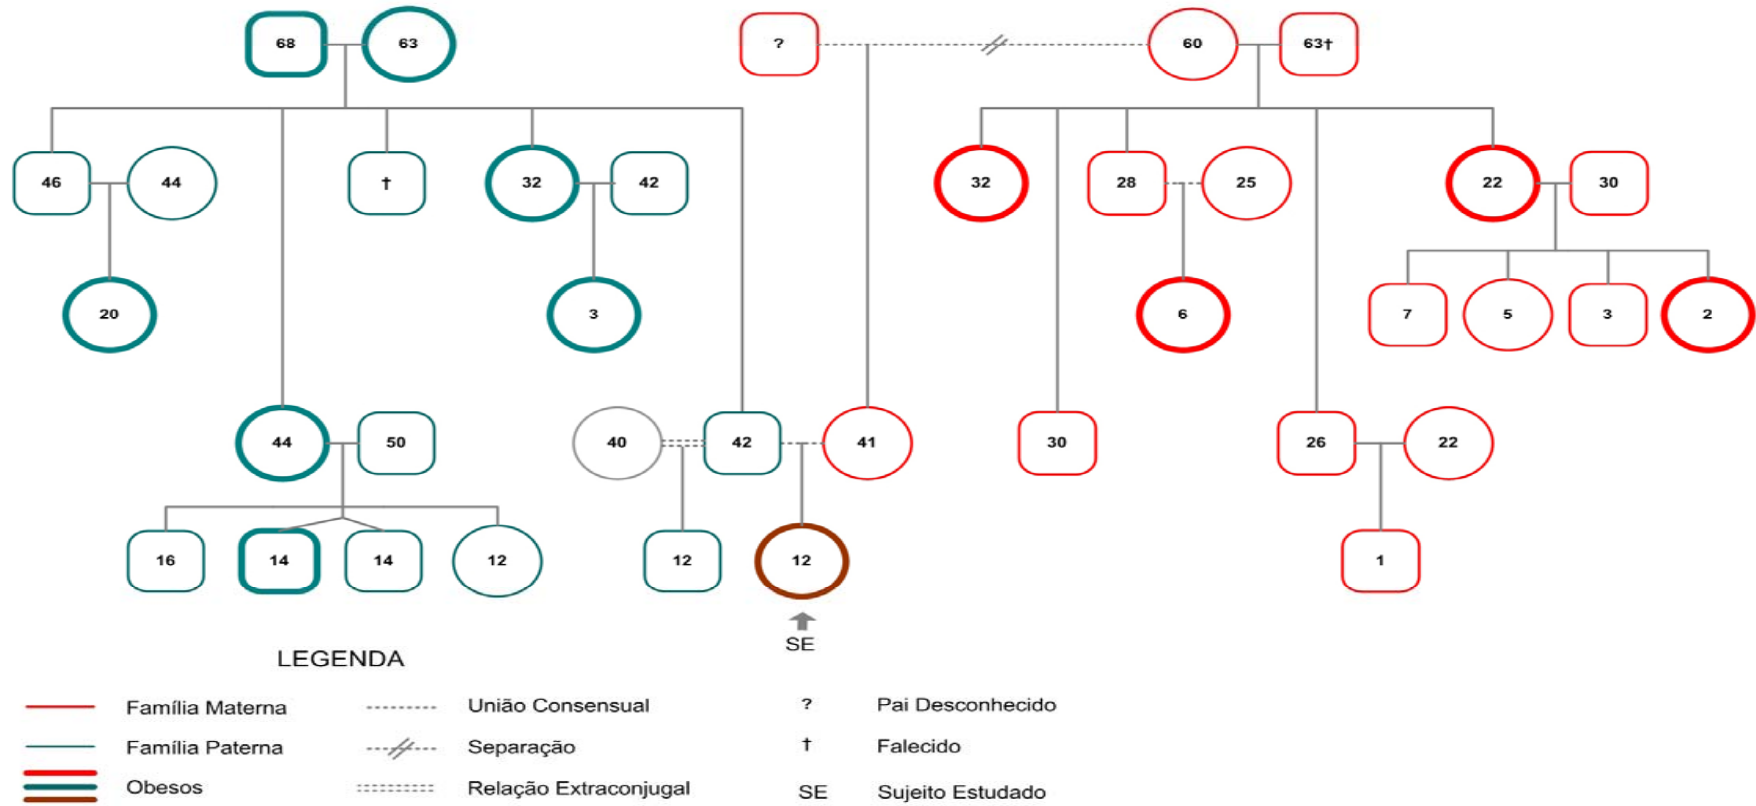 68 63 ? 60 63†
46 44 † 32 42 32 28 25 22 30
20 3 6 7 5 3 2
44 50 40 42 41 30 26 22
16 14 14 12 12 12 1
SE
LEGENDA
Família Materna União Consensual ? Pai Desconhecido
Família Paterna Separação † Falecido
Obesos Relação Extraconjugal SE Sujeito Estudado